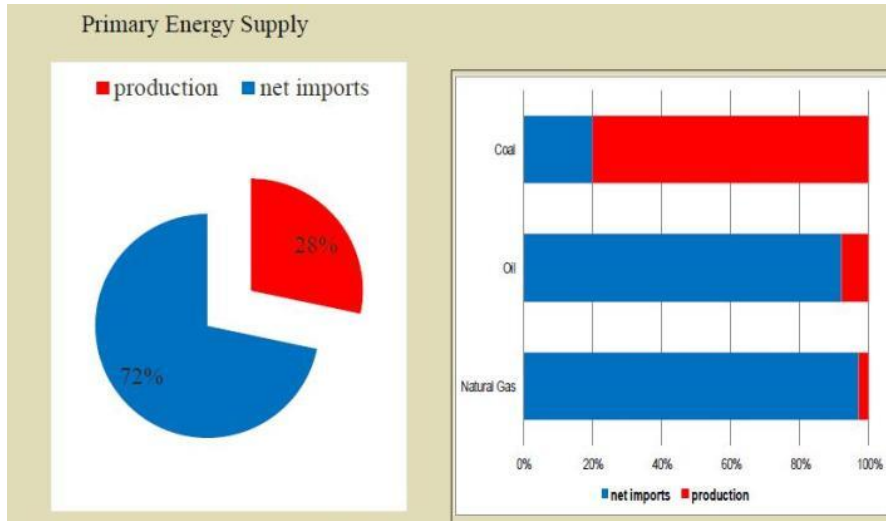 Primary Energy Supply
production net imports
28%
72%
Coal
Oil
Natural Gas
0% 20% 40% 60% 80% 100%
net imports production